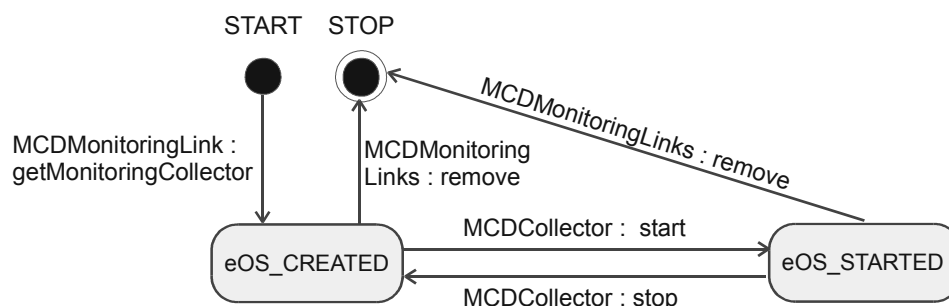 START
STOP
MCDMonitoringLink :
getMonitoringCollector
MCDMonitoring
Links : remove
MCDMonitoringLinks : remove
MCDCollector : start
eOS_CREATED
eOS_STARTED
MCDCollector : stop